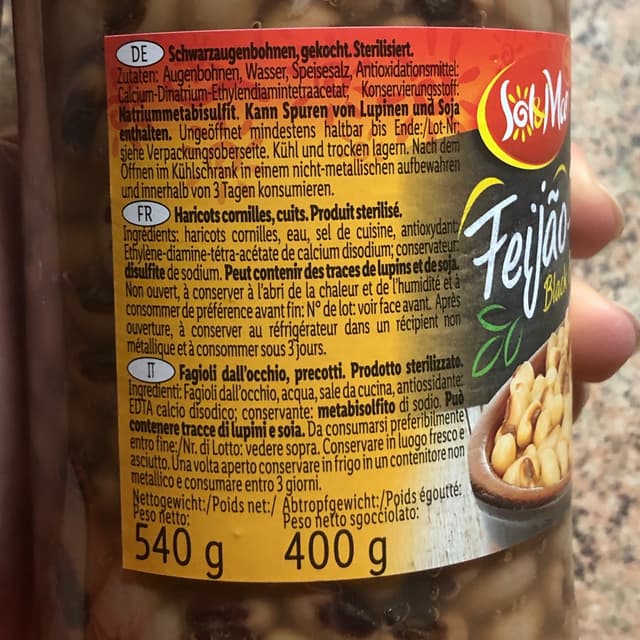 DE Schwarzaugenbohnen, gekocht. Sterilisiert.
Zutaten: Augenbohnen, Wasser, Speisesalz, Antioxidationsmittel:
Calcium-Dinatrium-Ethylendiamintetraacetat; Konservierungsstoff:
Natriummetabisulfit. Kann Spuren von Lupinen und Soja
enthalten. Ungeöffnet mindestens haltbar bis Ende:/Lot-Nr:
siehe Verpackungsoberseite. Kühl und trocken lagern. Nach dem
Öffnen im Kühlschrank in einem nicht-metallischen aufbewahren
und innerhalb von 3 Tagen konsumieren.
FR Haricots cornilles, cuits. Produit sterilisé.
Ingrédients: haricots cornilles, eau, sel de cuisine, antioxydant:
Ethylène-diamine-tétra-acétate de calcium disodium; conservateur:
disulfite de sodium. Peut contenir des traces de lupins et de soja.
Non ouvert, à conserver à l'abri de la chaleur et de l'humidité et à
consommer de préférence avant fin: N° de lot: voir face avant. Après
ouverture, à conserver au réfrigérateur dans un récipient non
métallique et à consommer sous 3 jours.
IT Fagioli dall'occhio, precotti. Prodotto sterilizzato.
Ingredienti: Fagioli dall'occhio, acqua, sale da cucina, antiossidante:
EDTA calcio disodico; conservante: metabisolfito di sodio. Può
contenere tracce di lupini e soia. Da consumarsi preferibilmente
entro fine:/Nr. di Lotto: vedere sopra. Conservare in luogo fresco e
asciutto. Una volta aperto conservare in frigo in un contenitore non
metallico e consumare entro 3 giorni.
Nettogewicht:/Poids net:/ Abtropfgewicht:/Poids égoutté:
Peso netto: Peso netto sgocciolato:
540 g 400 g
Sol&Mar
Feijão
Black